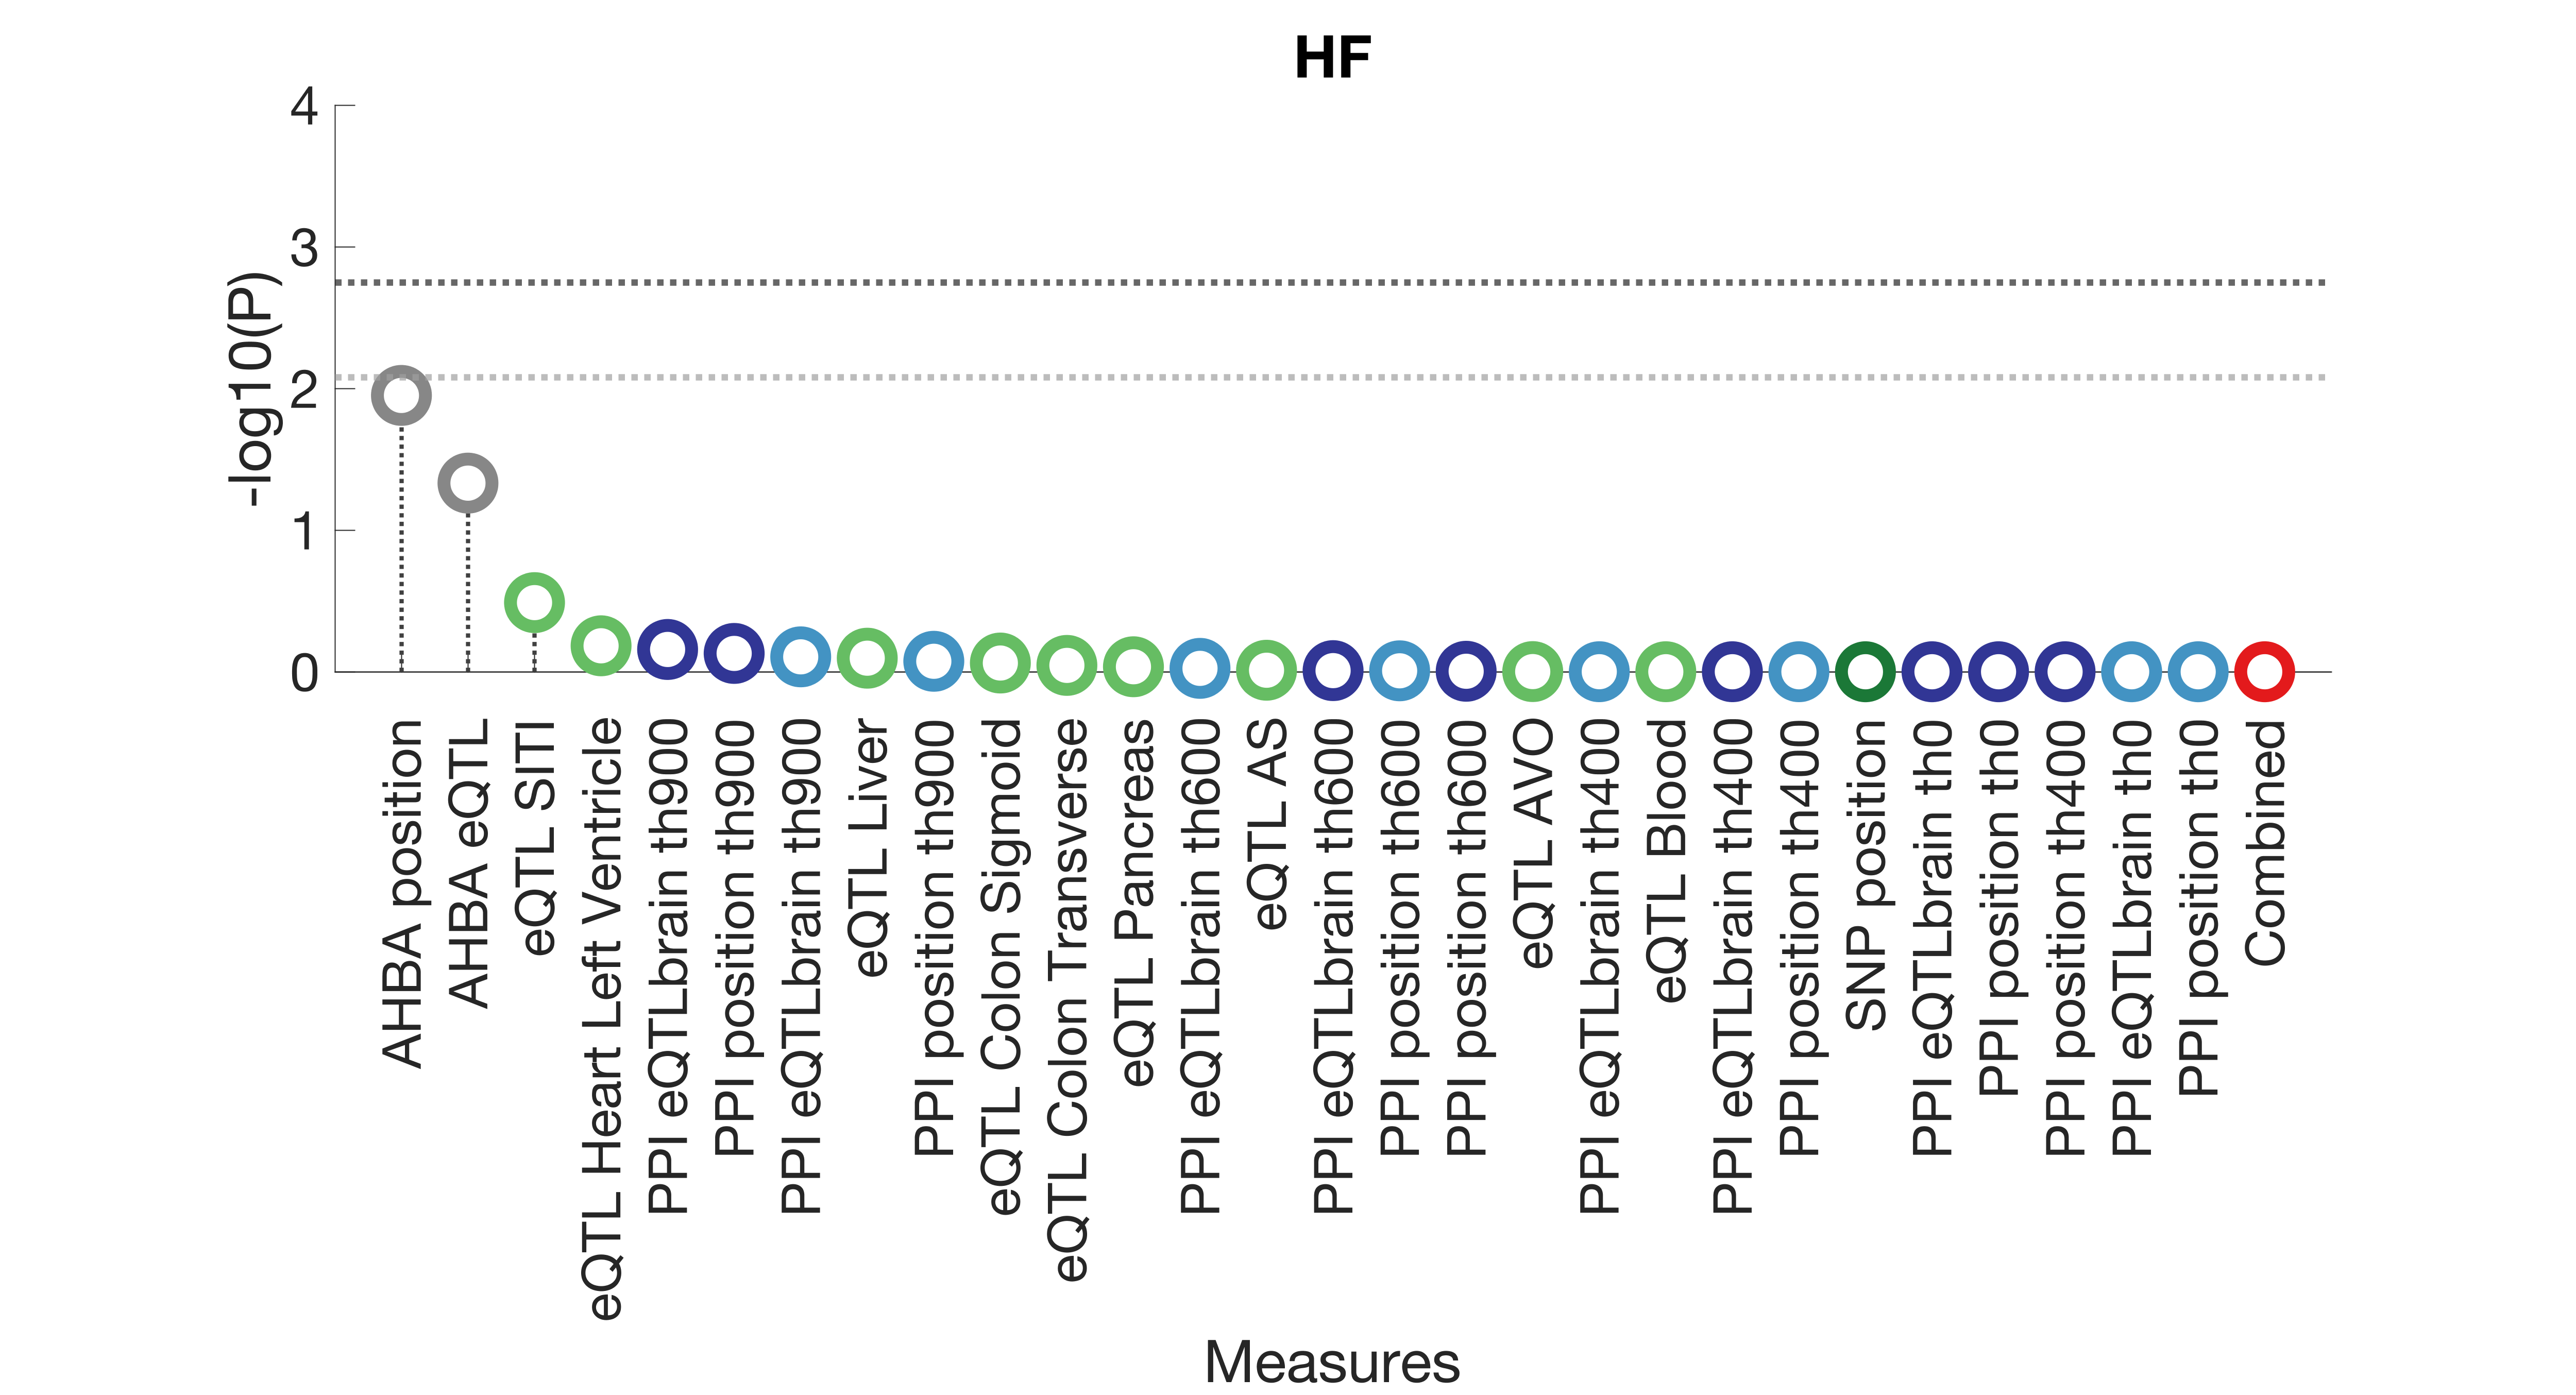 HF
4
3
2
1
0
-log10(P)
AHBA position
AHBA eQTL
eQTL SITI
eQTL Heart Left Ventricle
PPI eQTLbrain th900
PPI position th900
PPI eQTLbrain th900
eQTL Liver
PPI position th900
eQTL Colon Sigmoid
eQTL Colon Transverse
eQTL Pancreas
PPI eQTLbrain th600
eQTL AS
PPI eQTLbrain th600
PPI position th600
PPI position th600
eQTL AVO
PPI eQTLbrain th400
eQTL Blood
PPI eQTLbrain th400
PPI position th400
SNP position
PPI eQTLbrain th0
PPI position th0
PPI position th400
PPI eQTLbrain th0
PPI position th0
Combined
Measures